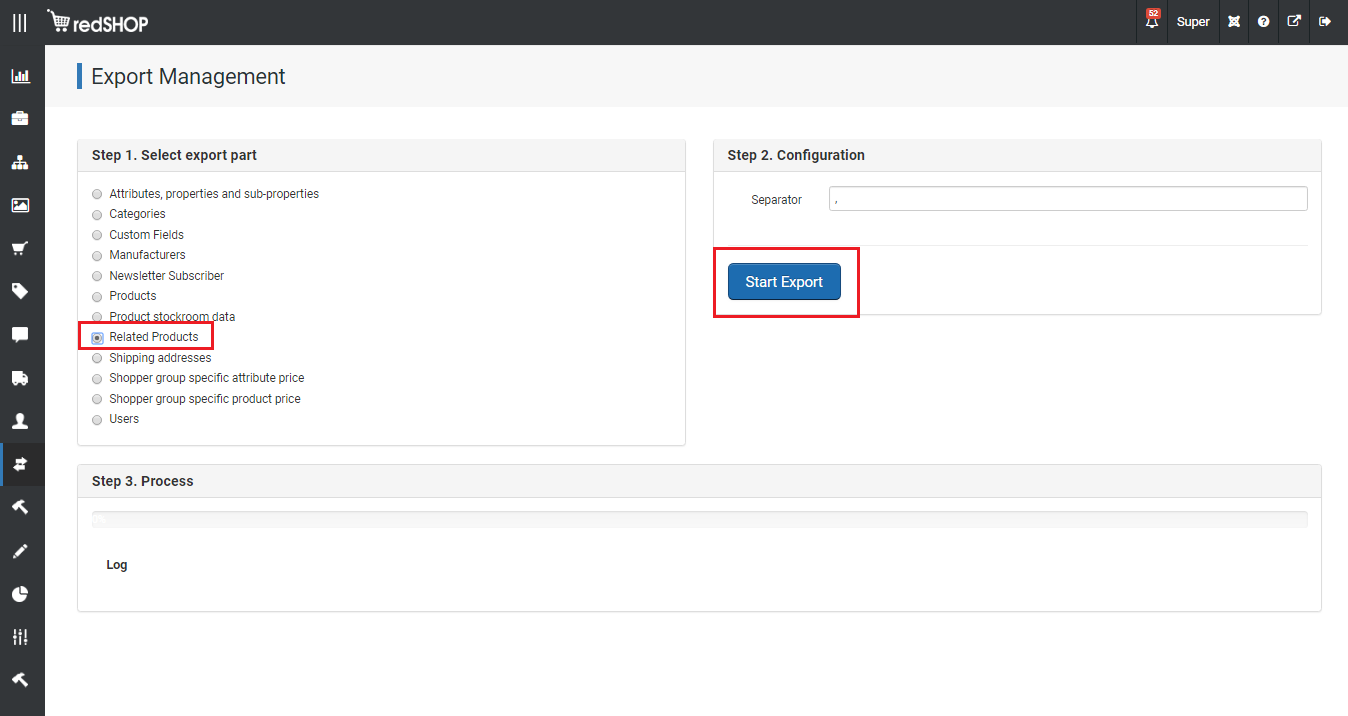 redSHOP
52
Super
Export Management
Step 1. Select export part
Attributes, properties and sub-properties
Categories
Custom Fields
Manufacturers
Newsletter Subscriber
Products
Product stockroom data
Related Products
Shipping addresses
Shopper group specific attribute price
Shopper group specific product price
Users
Step 2. Configuration
Separator
,
Start Export
Step 3. Process
Log